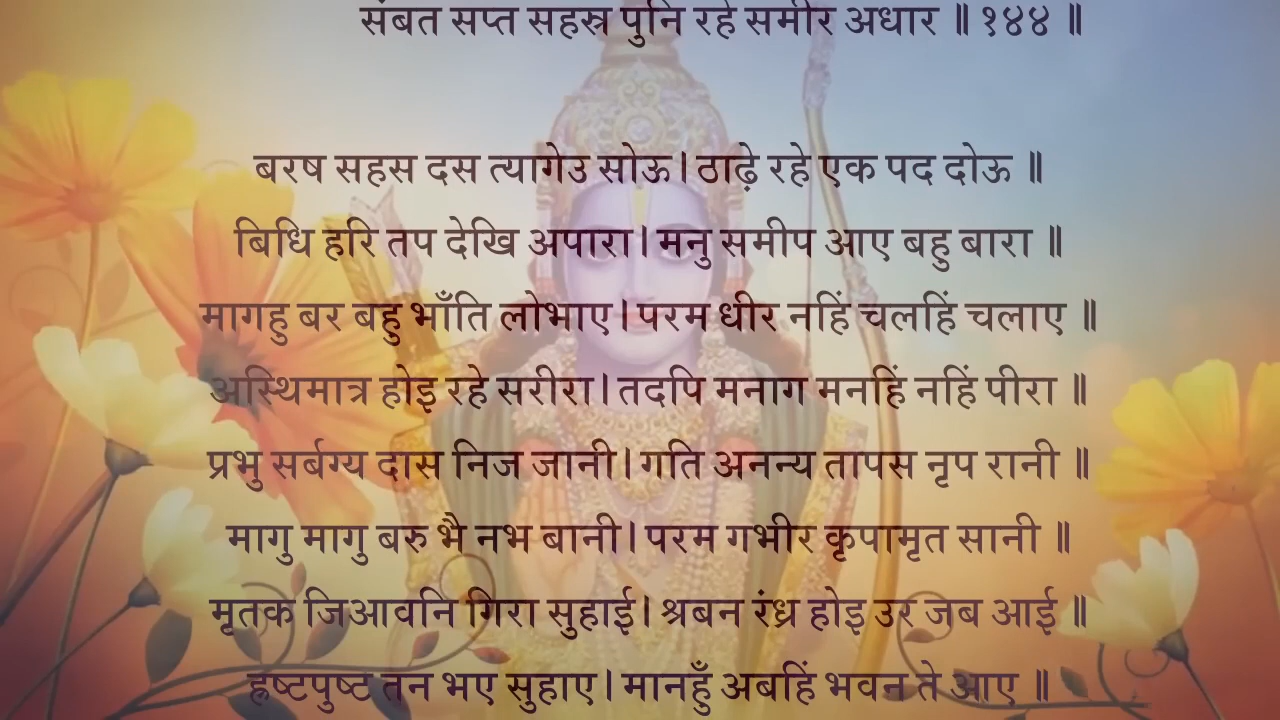 संबत सप्त सहस्र पुनि रहे समीर अधार ॥ १४४ ॥
बरष सहस दस त्यागेउ सोऊ। ठाढ़े रहे एक पद दोऊ ॥
बिधि हरि तप देखि अपारा। मनु समीप आए बहु बारा ॥
मागहु बर बहु भाँति लोभाए। परम धीर नहिं चलहिं चलाए ॥
अस्थिमात्र होइ रहे सरीरा। तदपि मनाग मनहिं नहिं पीरा ॥
प्रभु सर्बग्य दास निज जानी। गति अनन्य तापस नृप रानी ॥
मागु मागु बरु भै नभ बानी। परम गभीर कृपामृत सानी ॥
मृतक जिआवनि गिरा सुहाई। श्रबन रंध्र होइ उर जब आई ॥
ह्रष्टपुष्ट तन भए सुहाए। मानहुँ अबहिं भवन ते आए ॥